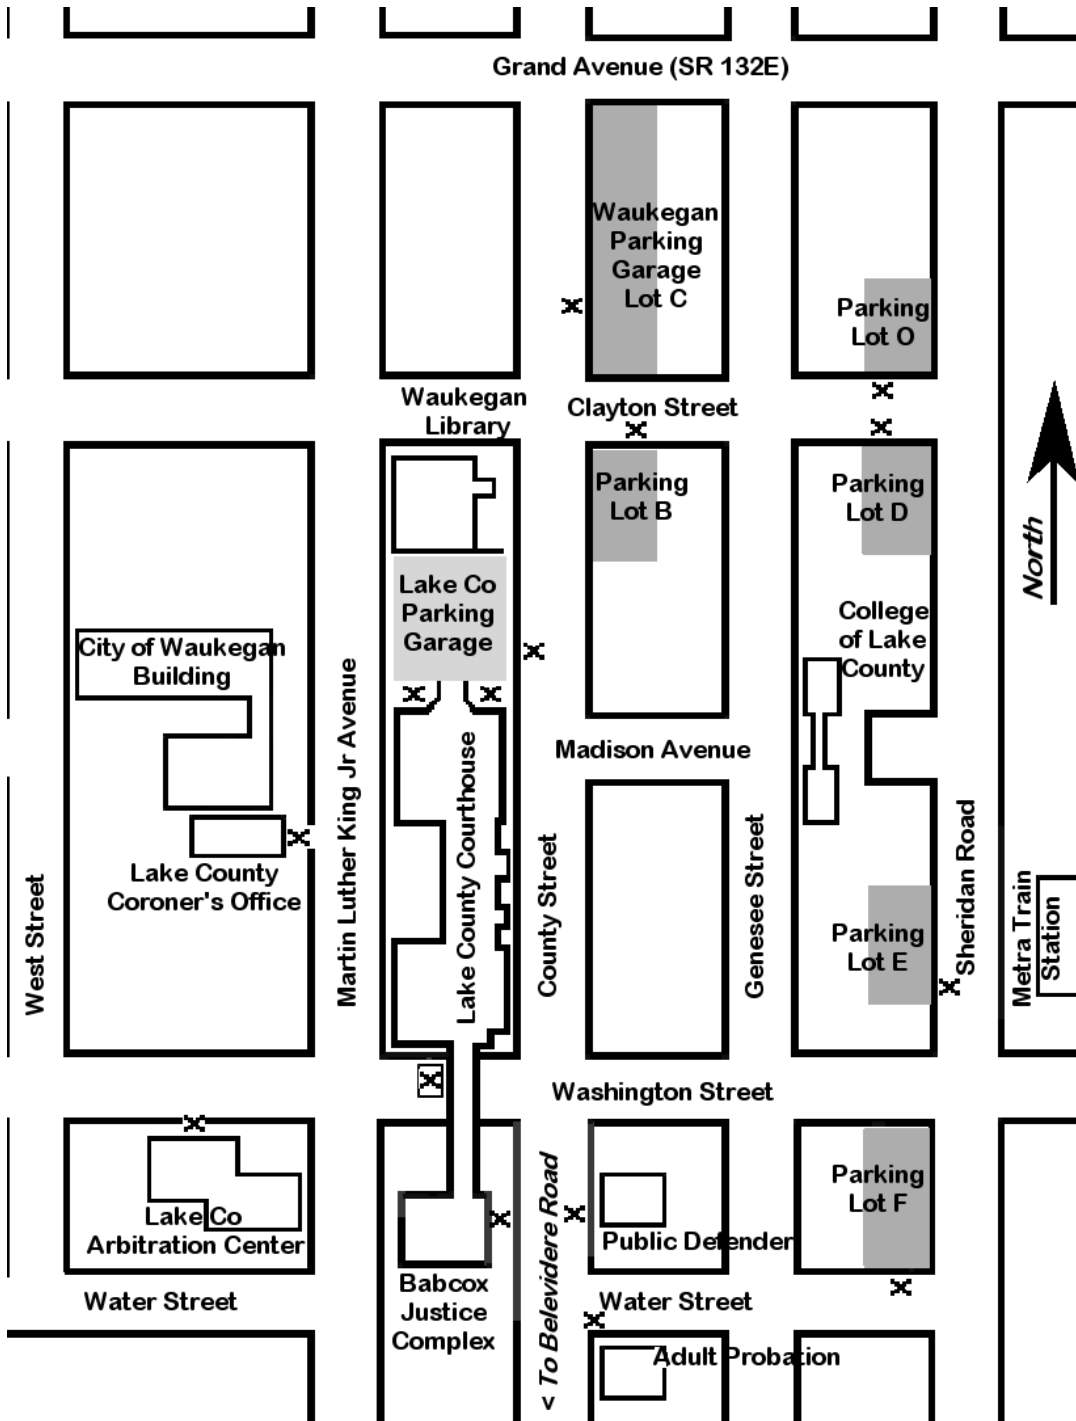 Grand Avenue (SR 132E)
Waukegan
Parking
Garage
Lot C
Parking
Lot O
Waukegan
Library
Clayton Street
Parking
Lot B
Parking
Lot D
North
Lake Co
Parking
Garage
College
of Lake
County
City of Waukegan
Building
Martin Luther King Jr Avenue
Lake County Courthouse
Madison Avenue
Lake County
Coroner's Office
West Street
County Street
Genesee Street
Sheridan Road
Parking
Lot E
Metra Train
Station
Washington Street
Lake Co
Arbitration Center
< To Belevidere Road
Public Defender
Parking
Lot F
Water Street
Babcox
Justice
Complex
Water Street
Adult Probation